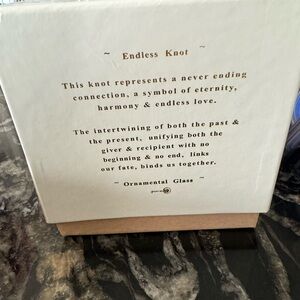 ~ Endless Knot ~
This knot represents a never ending
connection, a symbol of eternity,
harmony & endless love.
The intertwining of both the past &
the present, unifying both the
giver & recipient with no
beginning & no end, links
our fate, binds us together.
~ Ornamental Glass ~